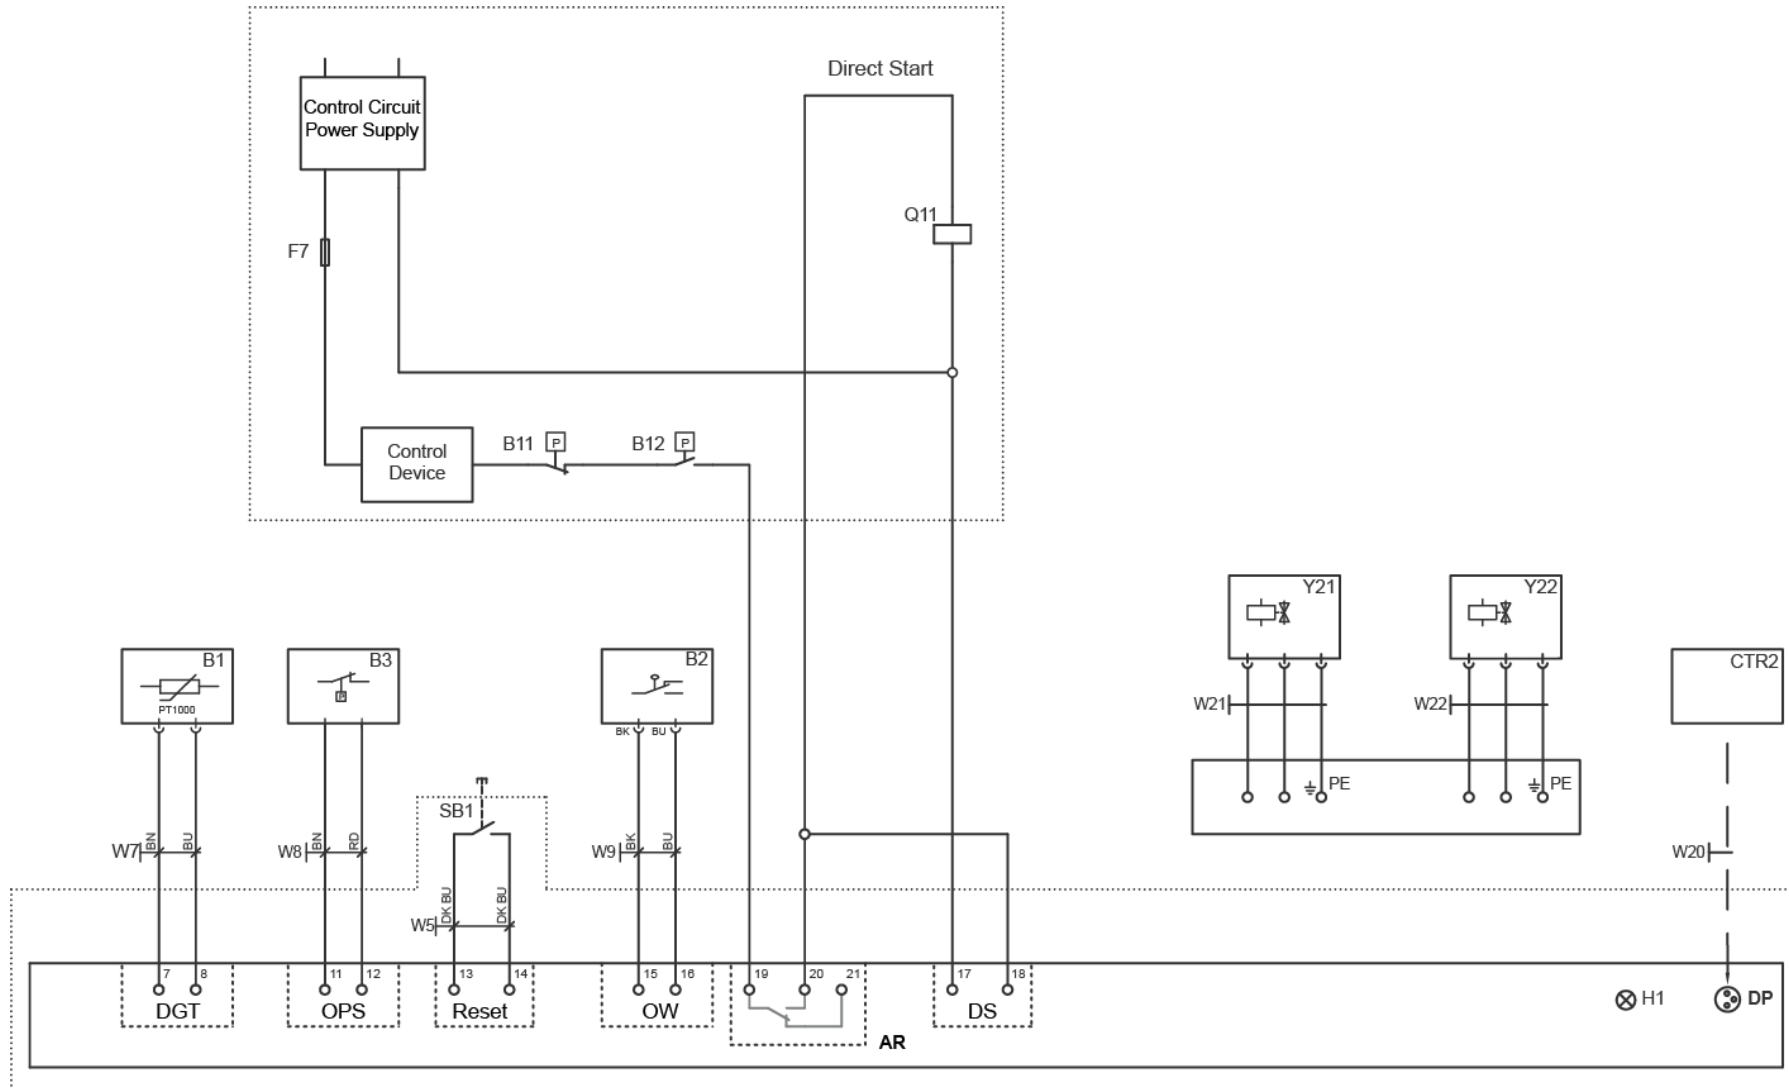 Direct Start
Control Circuit
Power Supply
Q11
F7
B11
P
B12
P
Control
Device
Y21
Y22
B1
PT1000
B3
P
B2
BK
BU
CTR2
W21
W22
PE
PE
SB1
W7
BN
BU
W8
BN
RD
W9
BK
BU
W20
W5
DK BU
DK BU
7
8
11
12
13
14
15
16
19
20
21
17
18
DGT
OPS
Reset
OW
AR
DS
H1
DP